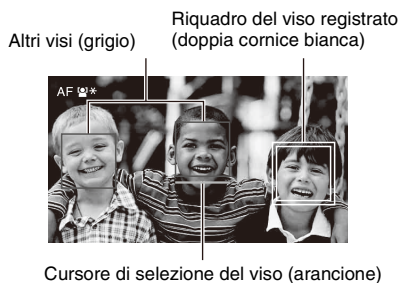 Riquadro del viso registrato
(doppia cornice bianca)
Altri visi (grigio)
AF
Cursore di selezione del viso (arancione)